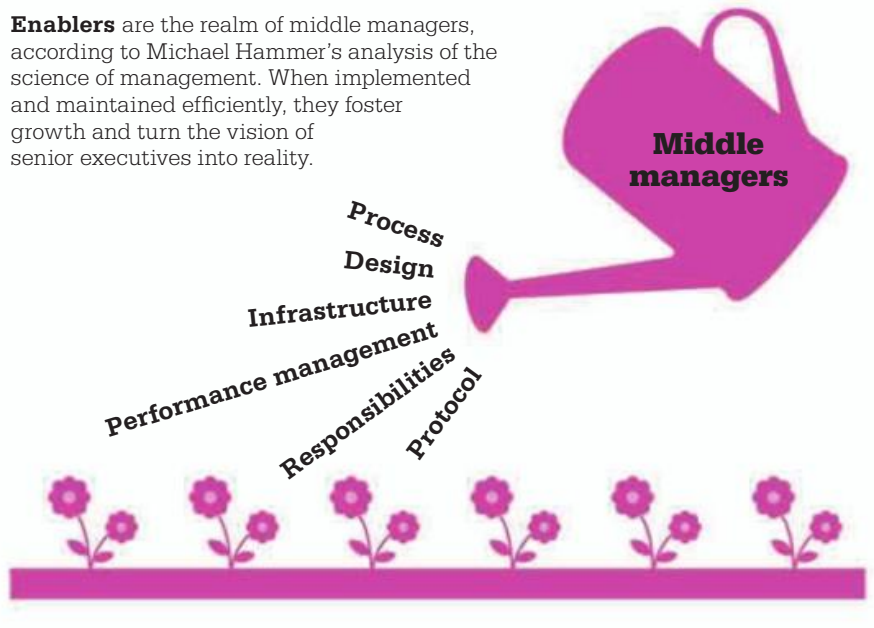 Enablers are the realm of middle managers,
according to Michael Hammer’s analysis of the
science of management. When implemented
and maintained efficiently, they foster
growth and turn the vision of
senior executives into reality.
Middle
managers
Process
Design
Infrastructure
Performance management
Responsibilities
Protocol